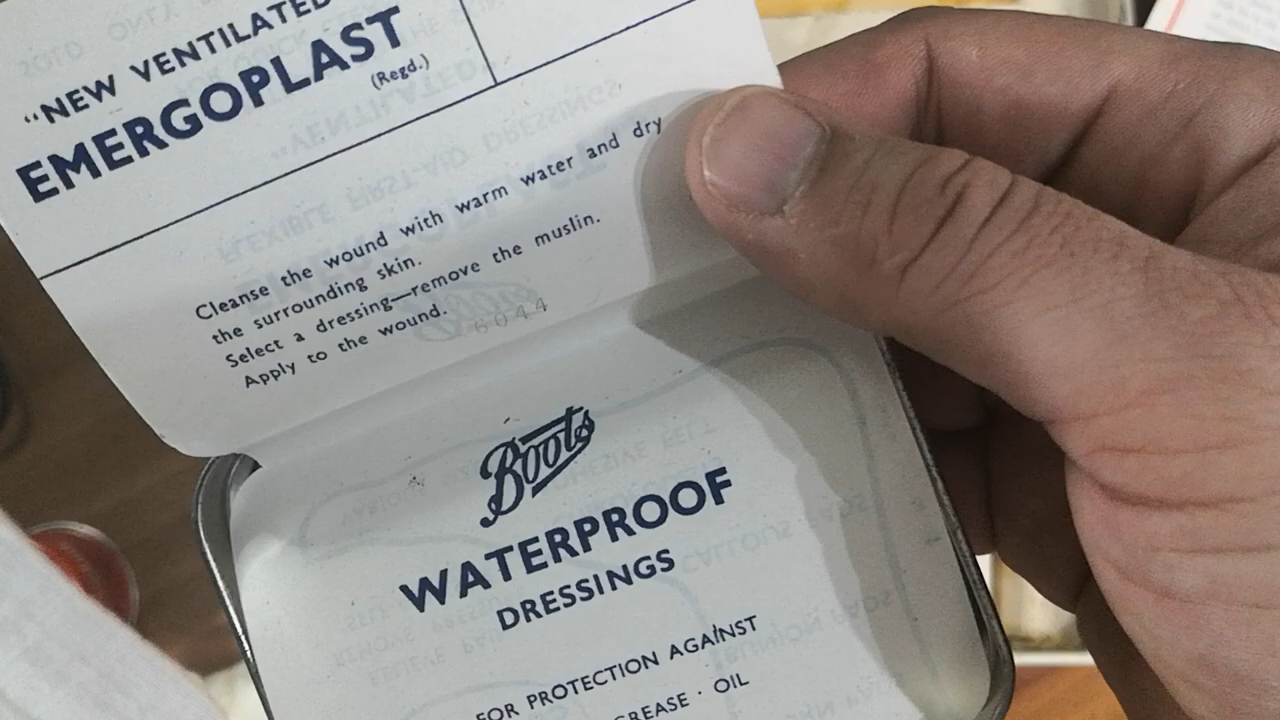 "NEW VENTILATED
EMERGOPLAST
(Regd.)
Cleanse the wound with warm water and dry
the surrounding skin.
Select a dressing—remove the muslin.
Apply to the wound.
6044
Boots
WATERPROOF
DRESSINGS
FOR PROTECTION AGAINST
GREASE · OIL